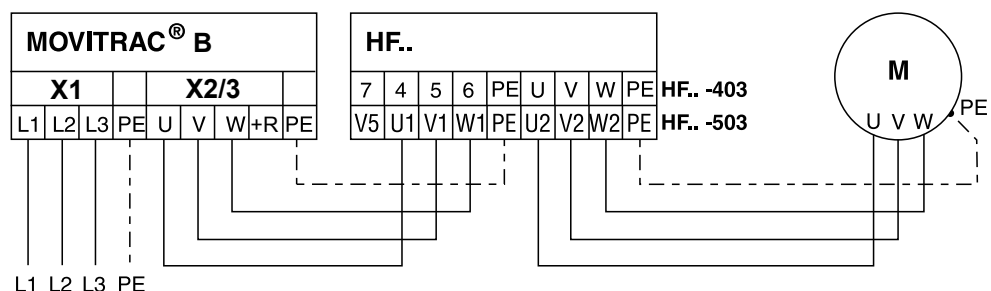 MOVITRAC® B HF..
X1 X2/3 7 4 5 6 PE U V W PE HF.. -403 M
L1 L2 L3 PE U V W +R PE V5 U1 V1 W1 PE U2 V2 W2 PE HF.. -503 U V W PE
L1 L2 L3 PE